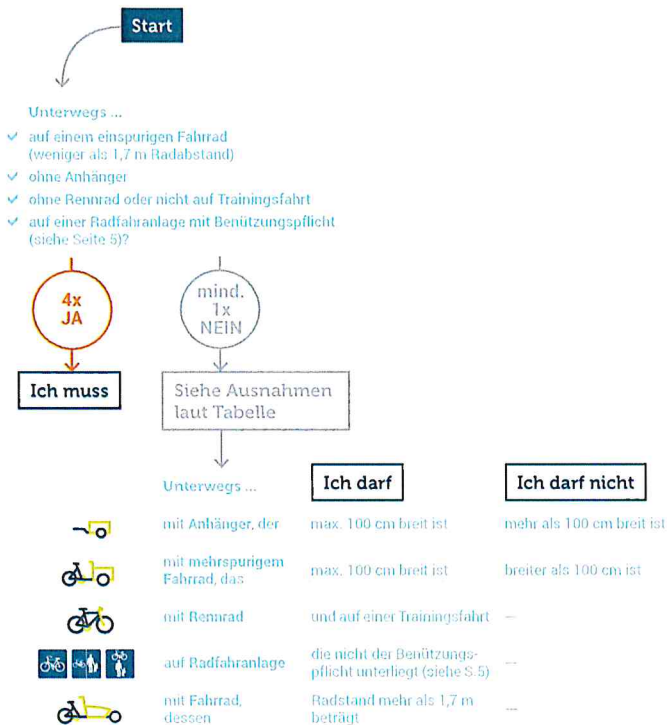 Start
Unterwegs ...
✓ auf einem einspurigen Fahrrad
(weniger als 1,7 m Radabstand)
✓ ohne Anhänger
✓ ohne Rennrad oder nicht auf Trainingsfahrt
✓ auf einer Radfahranlage mit Benützungspflicht
(siehe Seite 5)?
4x
JA
mind.
1x
NEIN
Ich muss
Siehe Ausnahmen
laut Tabelle
Unterwegs ...
Ich darf
Ich darf nicht
mit Anhänger, der
max. 100 cm breit ist
mehr als 100 cm breit ist
mit mehrspurigem
Fahrrad, das
max. 100 cm breit ist
breiter als 100 cm ist
mit Rennrad
und auf einer Trainingsfahrt
—
auf Radfahranlage
die nicht der Benützungs-
pflicht unterliegt (siehe S.5)
—
mit Fahrrad,
dessen
Radstand mehr als 1,7 m
beträgt
—